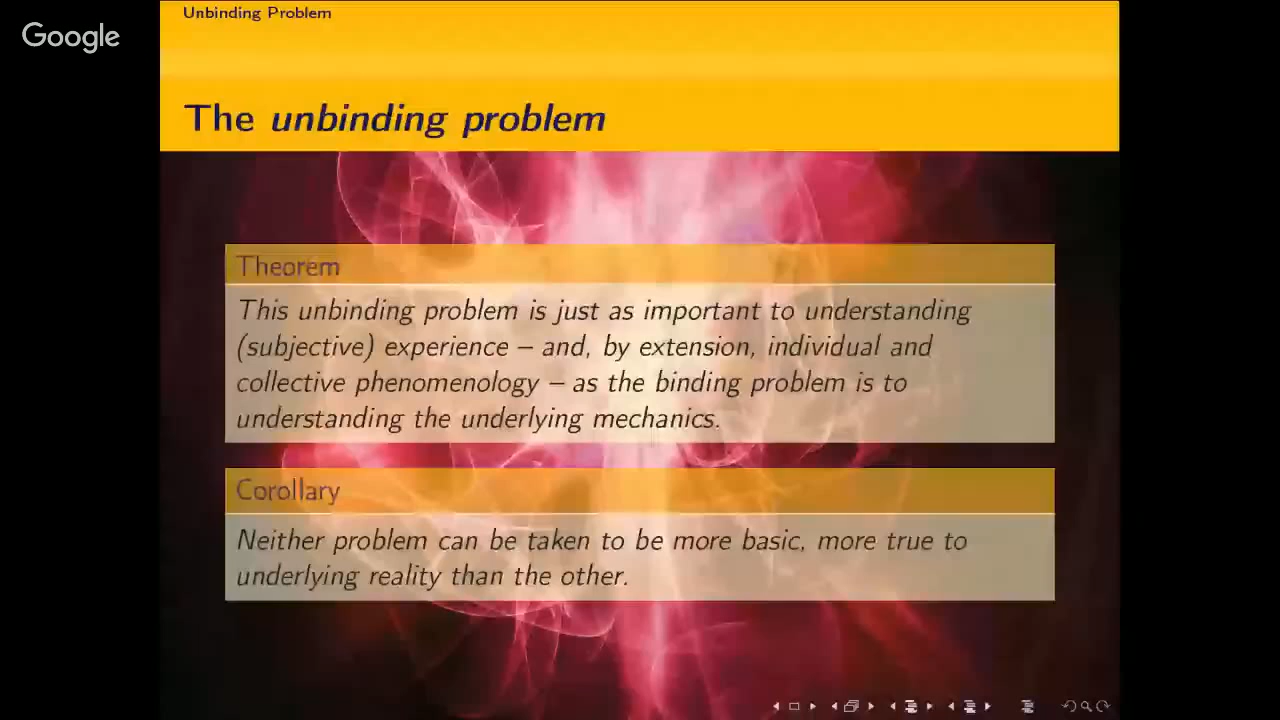 Google
Unbinding Problem
The unbinding problem
Theorem
This unbinding problem is just as important to understanding
(subjective) experience – and, by extension, individual and
collective phenomenology – as the binding problem is to
understanding the underlying mechanics.
Corollary
Neither problem can be taken to be more basic, more true to
underlying reality than the other.